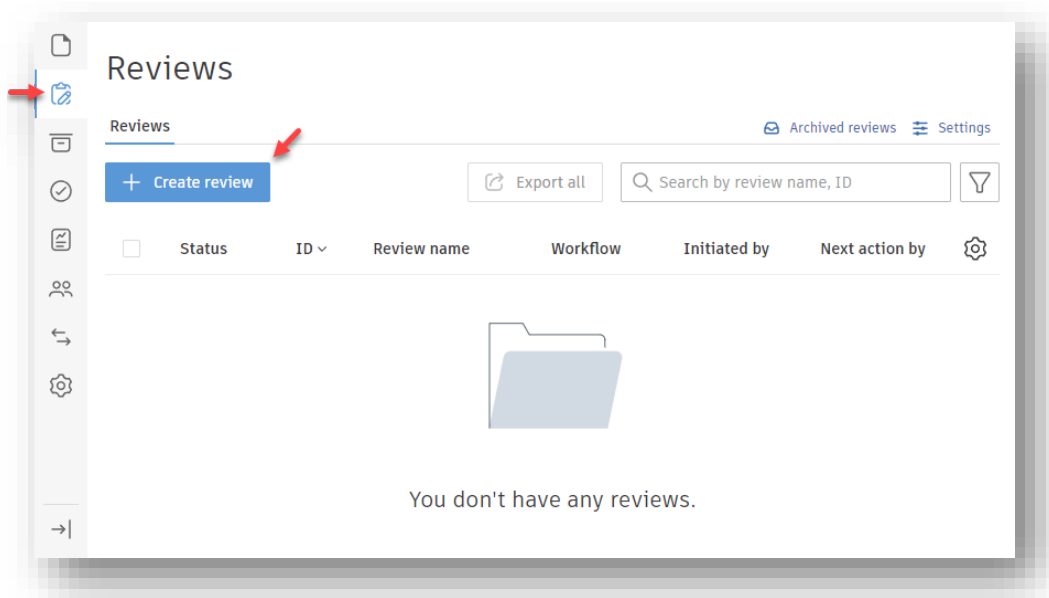 Reviews
Reviews
Archived reviews
Settings
Create review
Export all
Search by review name, ID
Status ID Review name Workflow Initiated by Next action by
You don't have any reviews.